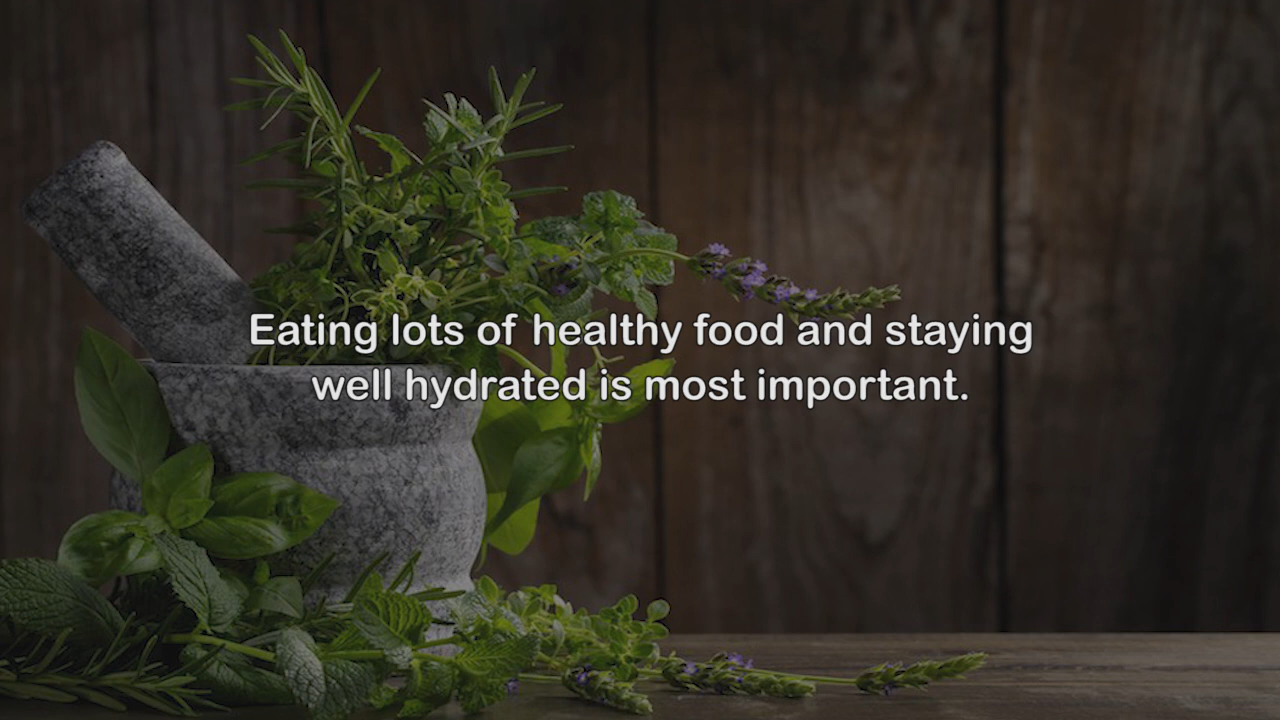 Eating lots of healthy food and staying
well hydrated is most important.